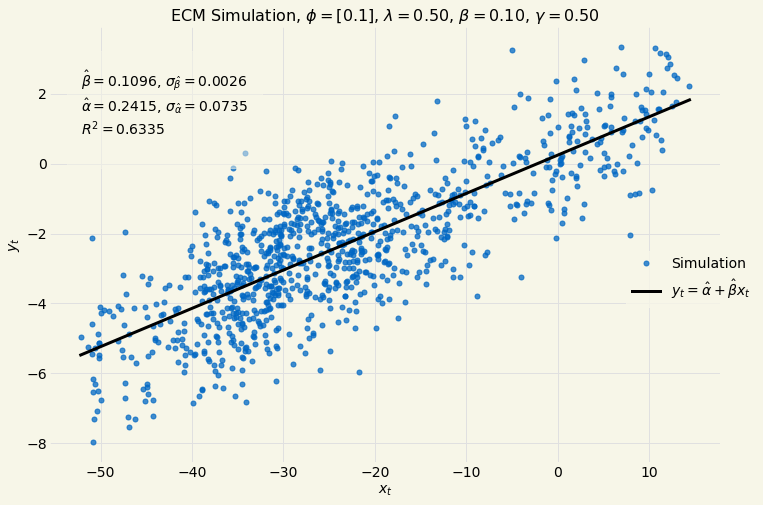 ECM Simulation, ϕ = [0.1], λ = 0.50, β = 0.10, γ = 0.50
β̂ = 0.1096, σ_β̂ = 0.0026
α̂ = 0.2415, σ_α̂ = 0.0735
R² = 0.6335
2
0
−2
−4
−6
−8
y_t
Simulation
y_t = α̂ + β̂x_t
−50 −40 −30 −20 −10 0 10
x_t